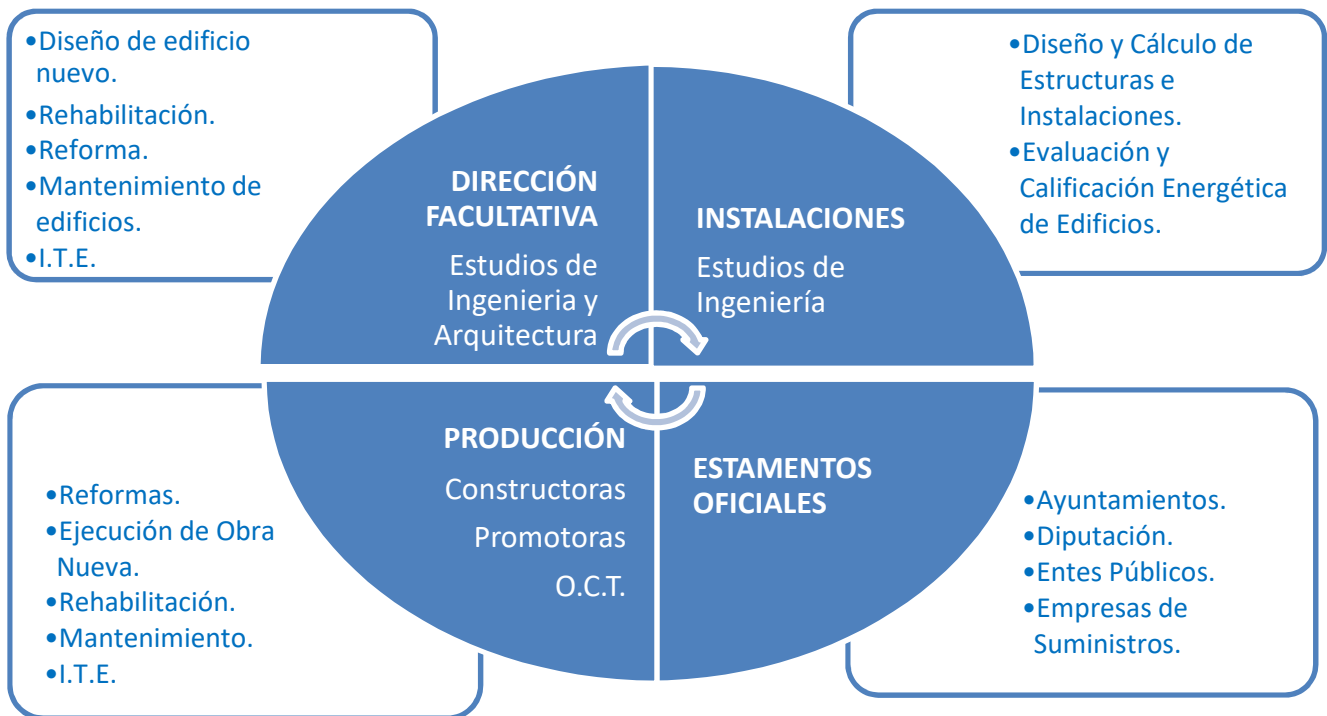 •Diseño de edificio
nuevo.
•Rehabilitación.
•Reforma.
•Mantenimiento de
edificios.
•I.T.E.
DIRECCIÓN
FACULTATIVA
Estudios de
Ingenieria y
Arquitectura
INSTALACIONES
Estudios de
Ingeniería
•Diseño y Cálculo de
Estructuras e
Instalaciones.
•Evaluación y
Calificación Energética
de Edificios.
•Reformas.
•Ejecución de Obra
Nueva.
•Rehabilitación.
•Mantenimiento.
•I.T.E.
PRODUCCIÓN
Constructoras
Promotoras
O.C.T.
ESTAMENTOS
OFICIALES
•Ayuntamientos.
•Diputación.
•Entes Públicos.
•Empresas de
Suministros.